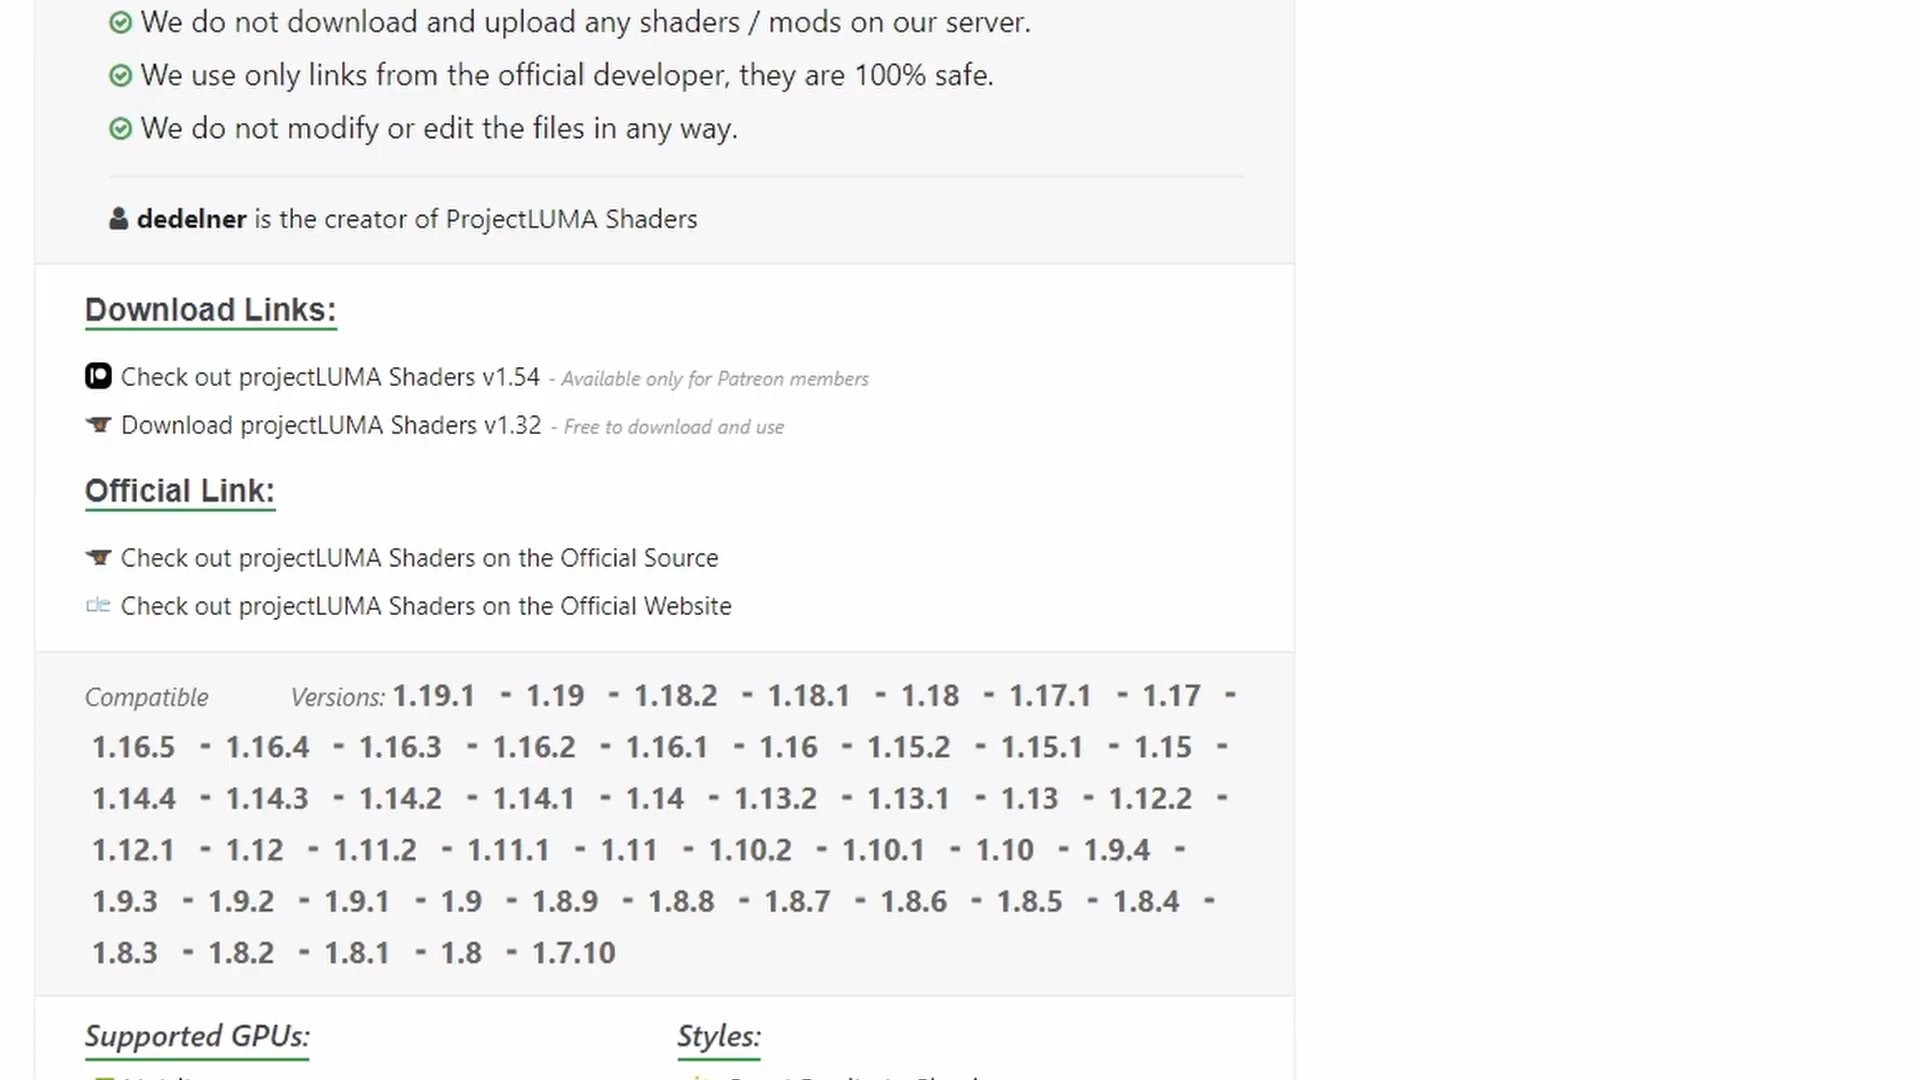 We do not download and upload any shaders / mods on our server.
We use only links from the official developer, they are 100% safe.
We do not modify or edit the files in any way.
dedelner is the creator of ProjectLUMA Shaders
Download Links:
Check out projectLUMA Shaders v1.54 - Available only for Patreon members
Download projectLUMA Shaders v1.32 - Free to download and use
Official Link:
Check out projectLUMA Shaders on the Official Source
Check out projectLUMA Shaders on the Official Website
Compatible Versions: 1.19.1 - 1.19 - 1.18.2 - 1.18.1 - 1.18 - 1.17.1 - 1.17 -
1.16.5 - 1.16.4 - 1.16.3 - 1.16.2 - 1.16.1 - 1.16 - 1.15.2 - 1.15.1 - 1.15 -
1.14.4 - 1.14.3 - 1.14.2 - 1.14.1 - 1.14 - 1.13.2 - 1.13.1 - 1.13 - 1.12.2 -
1.12.1 - 1.12 - 1.11.2 - 1.11.1 - 1.11 - 1.10.2 - 1.10.1 - 1.10 - 1.9.4 -
1.9.3 - 1.9.2 - 1.9.1 - 1.9 - 1.8.9 - 1.8.8 - 1.8.7 - 1.8.6 - 1.8.5 - 1.8.4 -
1.8.3 - 1.8.2 - 1.8.1 - 1.8 - 1.7.10
Supported GPUs:
Styles: